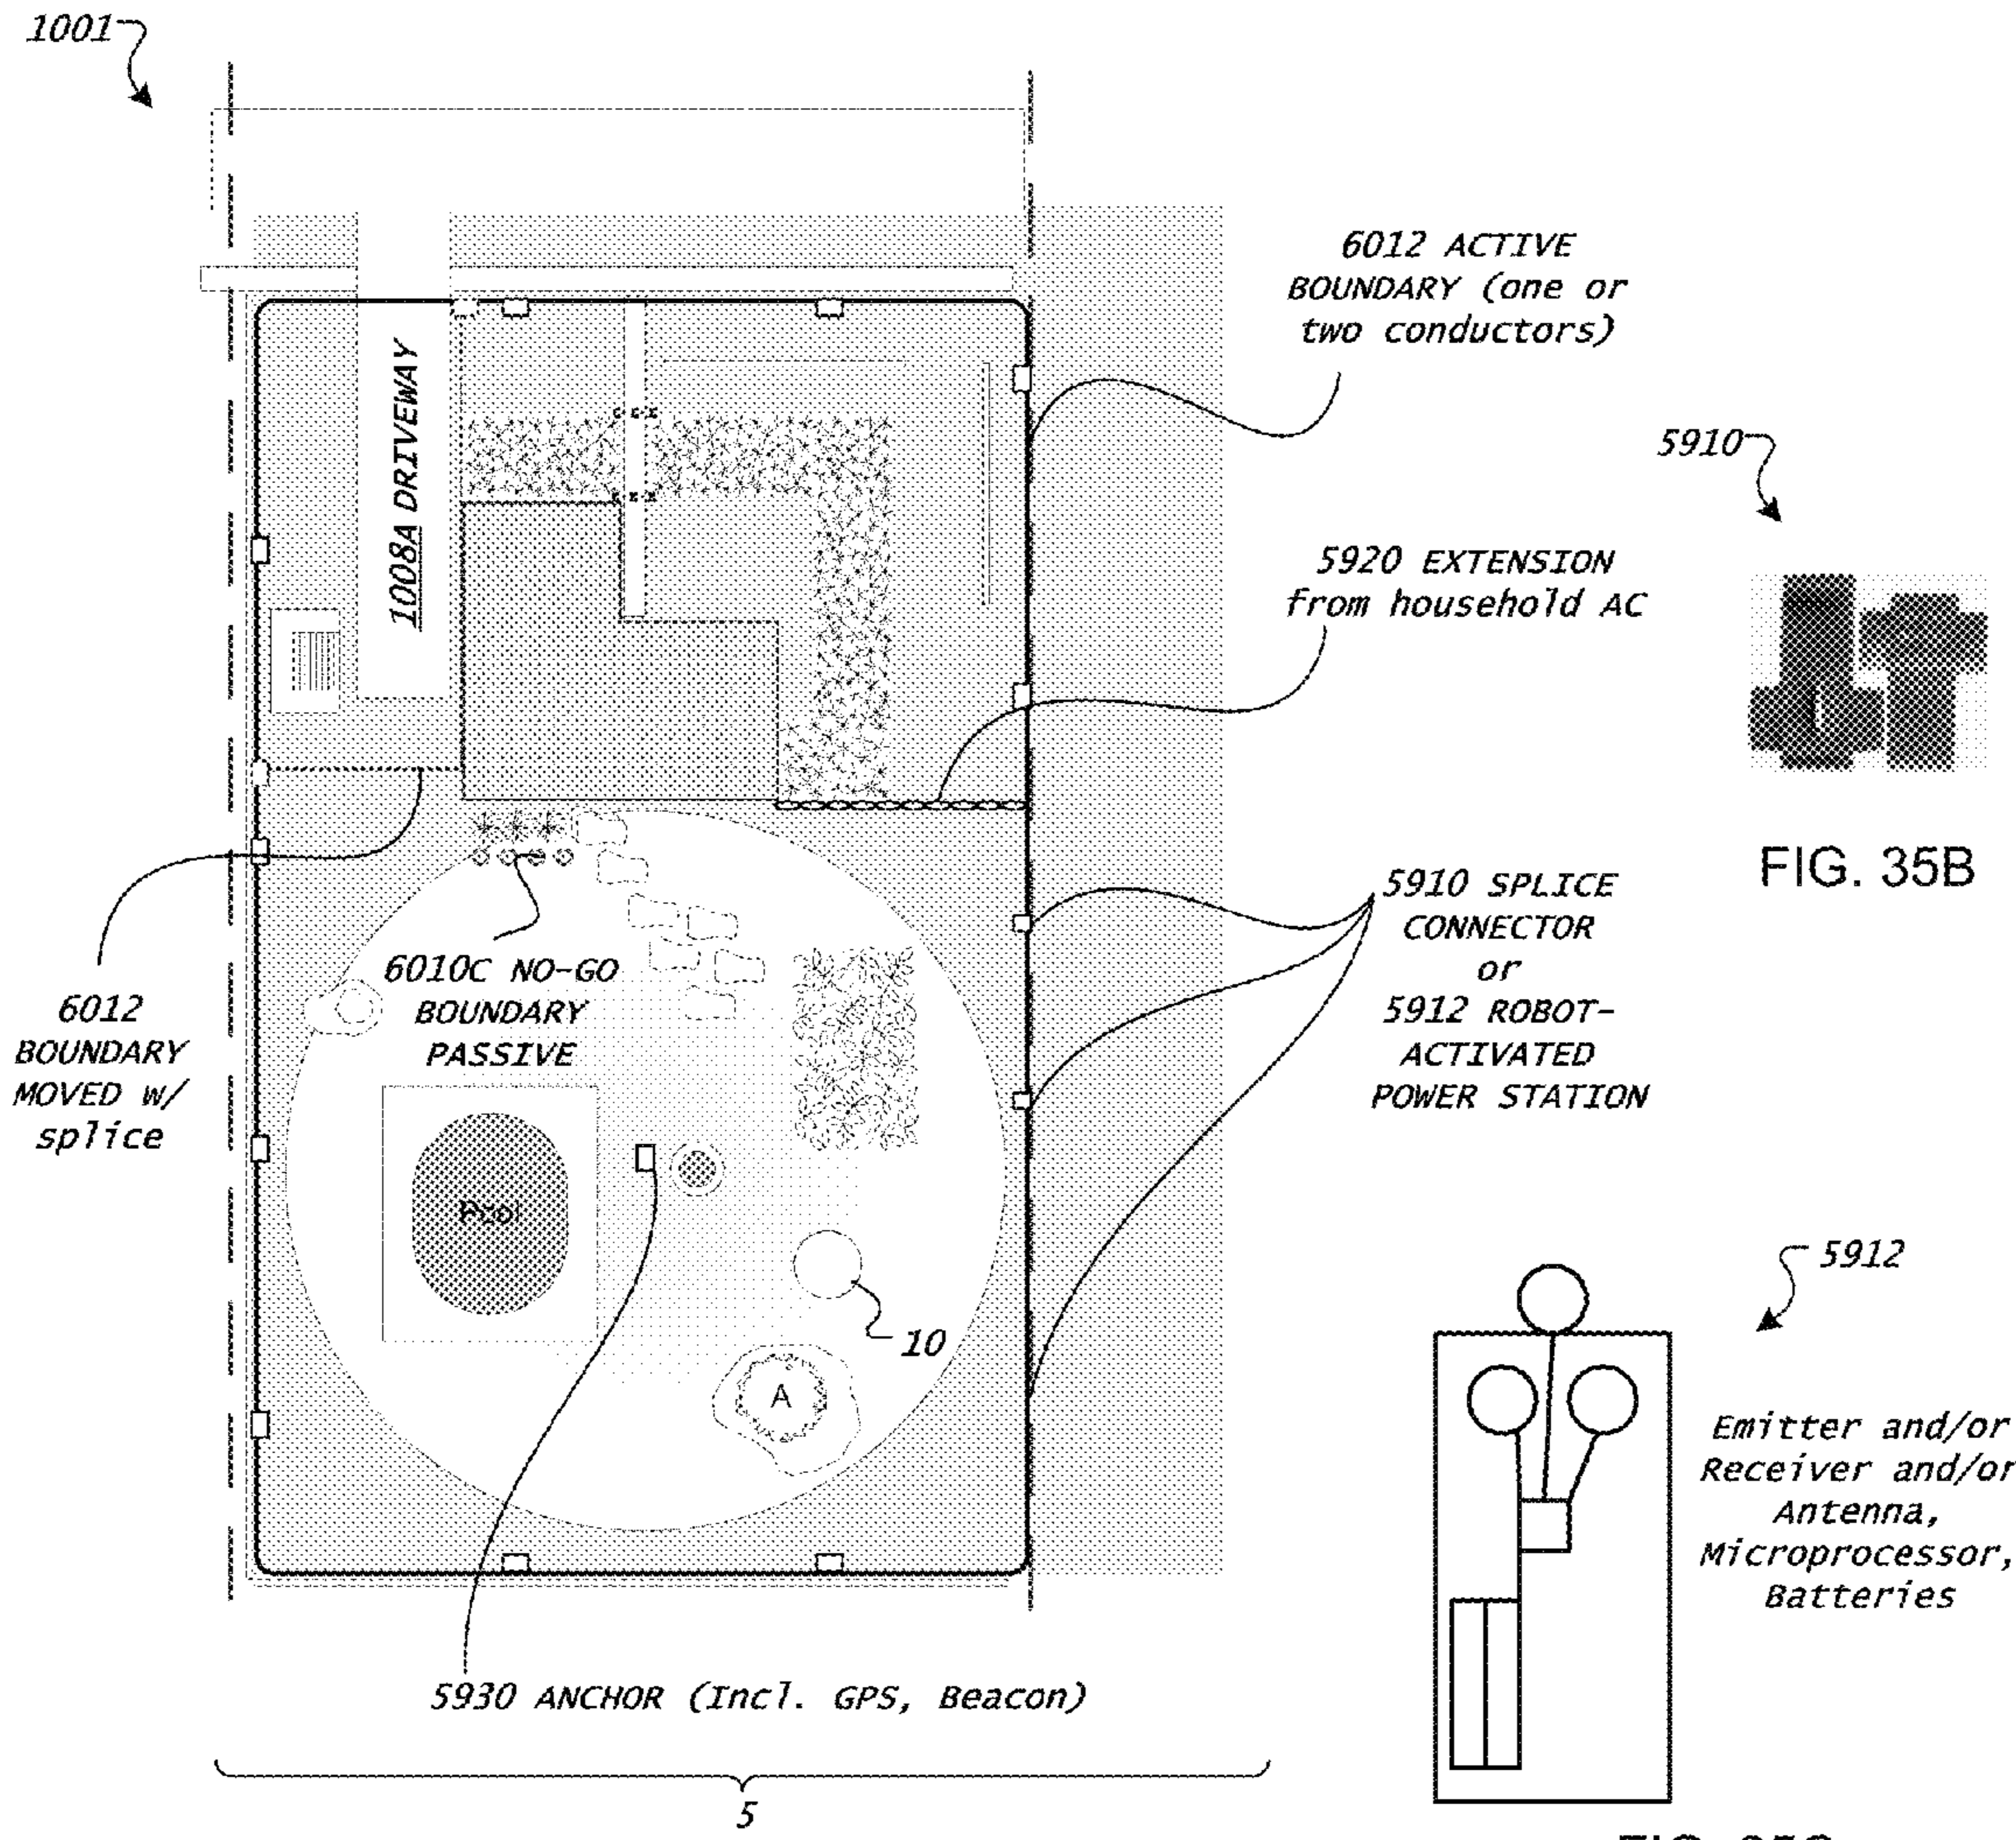 1001
6012 ACTIVE
BOUNDARY (one or
two conductors)
1008A DRIVEWAY
5910
5920 EXTENSION
from household AC
FIG. 35B
5910 SPLICE
CONNECTOR
or
5912 ROBOT-
ACTIVATED
POWER STATION
6010C NO-GO
BOUNDARY
PASSIVE
6012
BOUNDARY
MOVED w/
splice
Pool
10
A
5912
Emitter and/or
Receiver and/or
Antenna,
Microprocessor,
Batteries
5930 ANCHOR (Incl. GPS, Beacon)
5